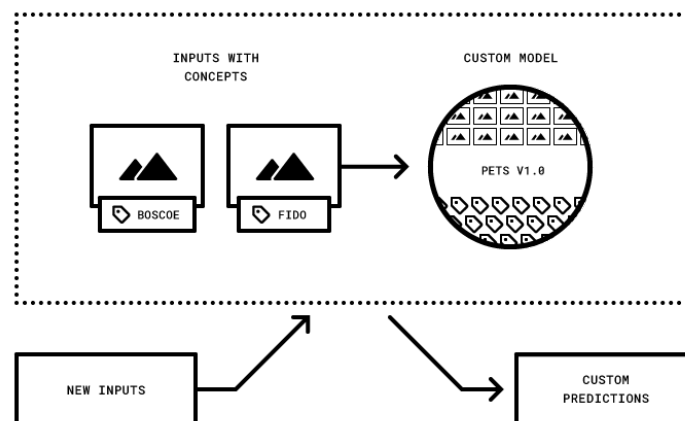 INPUTS WITH
CONCEPTS
CUSTOM MODEL
PETS V1.0
BOSCOE
FIDO
NEW INPUTS
CUSTOM
PREDICTIONS